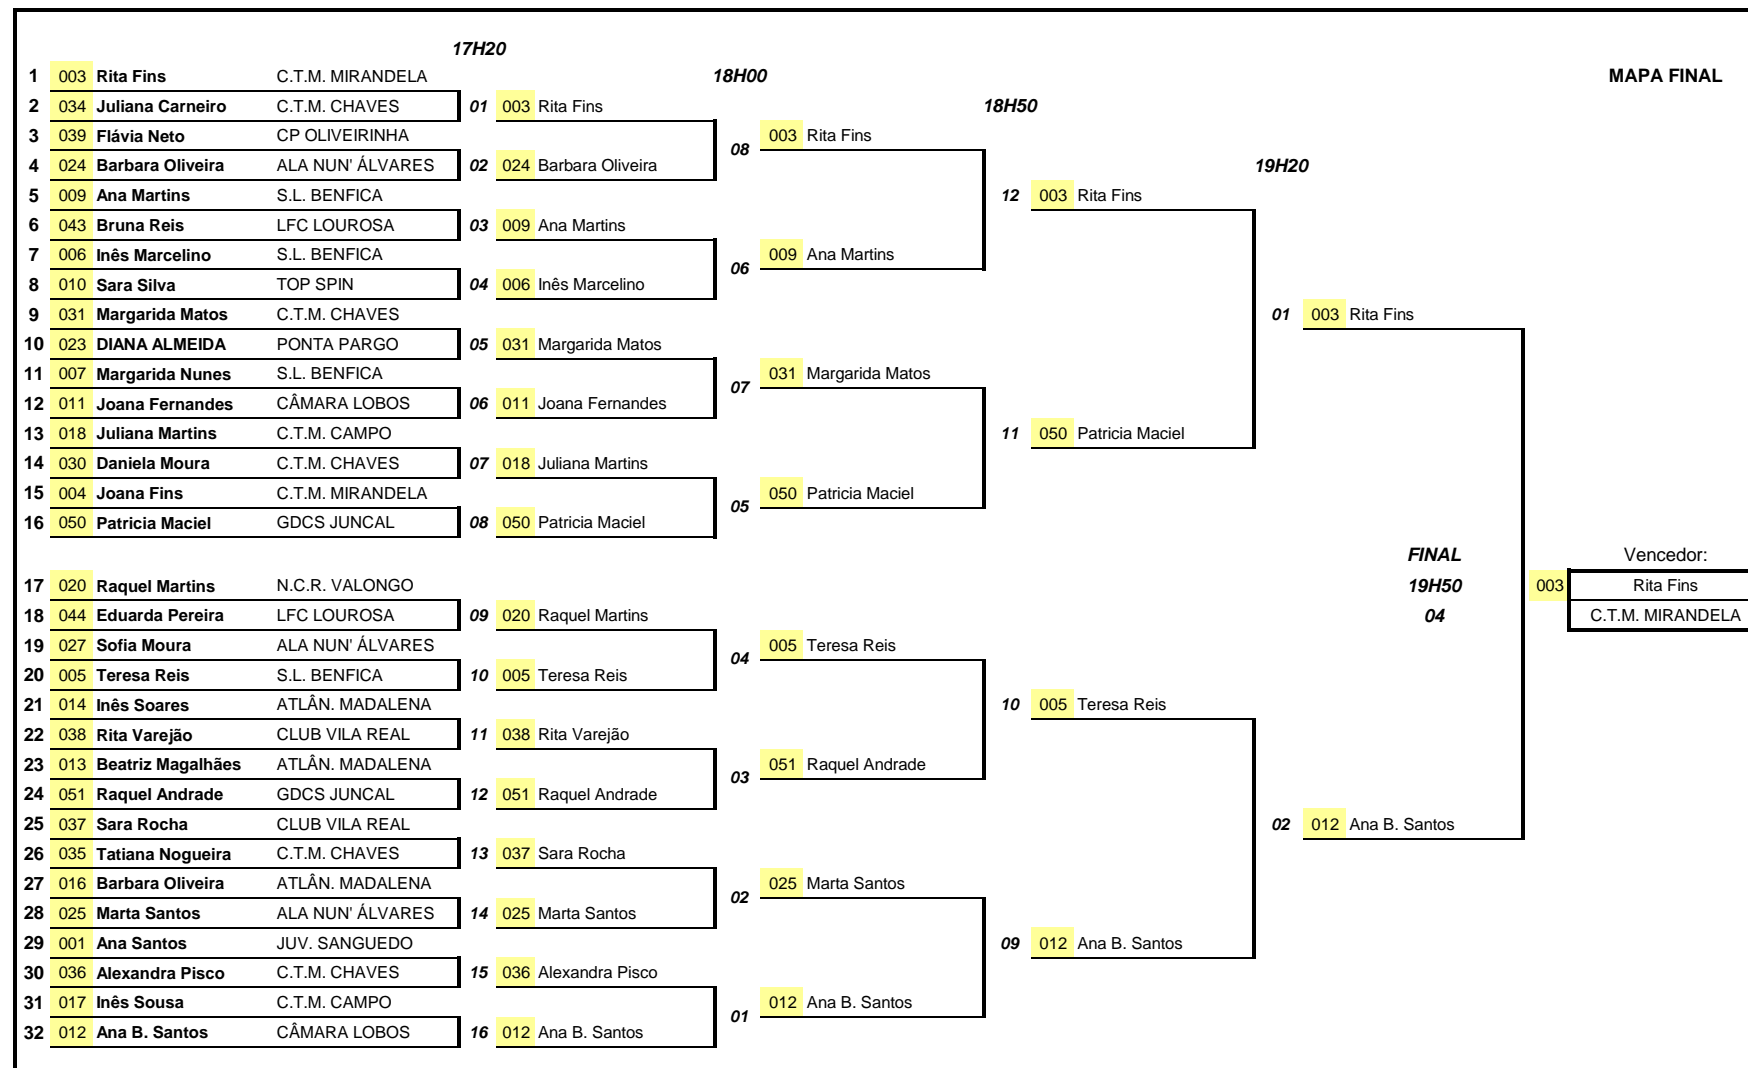 17H20
1 003 Rita Fins C.T.M. MIRANDELA 18H00 MAPA FINAL
2 034 Juliana Carneiro C.T.M. CHAVES 01 003 Rita Fins 18H50
3 039 Flávia Neto CP OLIVEIRINHA 003 Rita Fins
08
4 024 Barbara Oliveira ALA NUN' ÁLVARES 02 024 Barbara Oliveira 19H20
5 009 Ana Martins S.L. BENFICA 12 003 Rita Fins
6 043 Bruna Reis LFC LOUROSA 03 009 Ana Martins
7 006 Inês Marcelino S.L. BENFICA 009 Ana Martins
06
8 010 Sara Silva TOP SPIN 04 006 Inês Marcelino
9 031 Margarida Matos C.T.M. CHAVES 01 003 Rita Fins
10 023 DIANA ALMEIDA PONTA PARGO 05 031 Margarida Matos
11 007 Margarida Nunes S.L. BENFICA 031 Margarida Matos
07
12 011 Joana Fernandes CÂMARA LOBOS 06 011 Joana Fernandes
13 018 Juliana Martins C.T.M. CAMPO 11 050 Patricia Maciel
14 030 Daniela Moura C.T.M. CHAVES 07 018 Juliana Martins
15 004 Joana Fins C.T.M. MIRANDELA 050 Patricia Maciel
05
16 050 Patricia Maciel GDCS JUNCAL 08 050 Patricia Maciel
FINAL Vencedor:
17 020 Raquel Martins N.C.R. VALONGO 19H50 003 Rita Fins
18 044 Eduarda Pereira LFC LOUROSA 09 020 Raquel Martins 04 C.T.M. MIRANDELA
19 027 Sofia Moura ALA NUN' ÁLVARES 005 Teresa Reis
04
20 005 Teresa Reis S.L. BENFICA 10 005 Teresa Reis
21 014 Inês Soares ATLÂN. MADALENA 10 005 Teresa Reis
22 038 Rita Varejão CLUB VILA REAL 11 038 Rita Varejão
23 013 Beatriz Magalhães ATLÂN. MADALENA 051 Raquel Andrade
03
24 051 Raquel Andrade GDCS JUNCAL 12 051 Raquel Andrade
25 037 Sara Rocha CLUB VILA REAL 02 012 Ana B. Santos
26 035 Tatiana Nogueira C.T.M. CHAVES 13 037 Sara Rocha
27 016 Barbara Oliveira ATLÂN. MADALENA 025 Marta Santos
02
28 025 Marta Santos ALA NUN' ÁLVARES 14 025 Marta Santos
29 001 Ana Santos JUV. SANGUEDO 09 012 Ana B. Santos
30 036 Alexandra Pisco C.T.M. CHAVES 15 036 Alexandra Pisco
31 017 Inês Sousa C.T.M. CAMPO 012 Ana B. Santos
01
32 012 Ana B. Santos CÂMARA LOBOS 16 012 Ana B. Santos